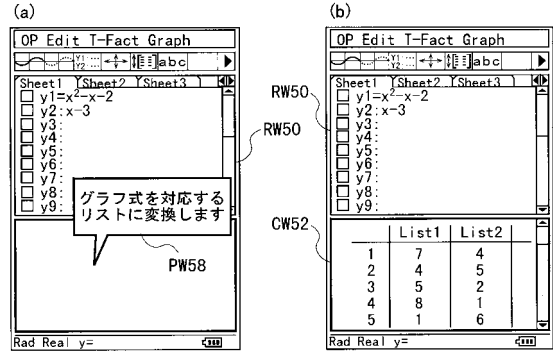 (a)
OP Edit T-Fact Graph
Y1:...
Y2:...
abc
Sheet1 Sheet2 Sheet3
y1=x²-x-2
y2:x-3
y3:
y4:
y5:
y6:
y7:
y8:
y9:
グラフ式を対応する
リストに変換します
Rad Real y=
RW50
PW58
(b)
OP Edit T-Fact Graph
Y1:...
Y2:...
abc
Sheet1 Sheet2 Sheet3
y1=x²-x-2
y2:x-3
y3:
y4:
y5:
y6:
y7:
y8:
y9:
List1 List2
1 7 4
2 4 5
3 5 2
4 8 1
5 1 6
Rad Real y=
RW50
CW52